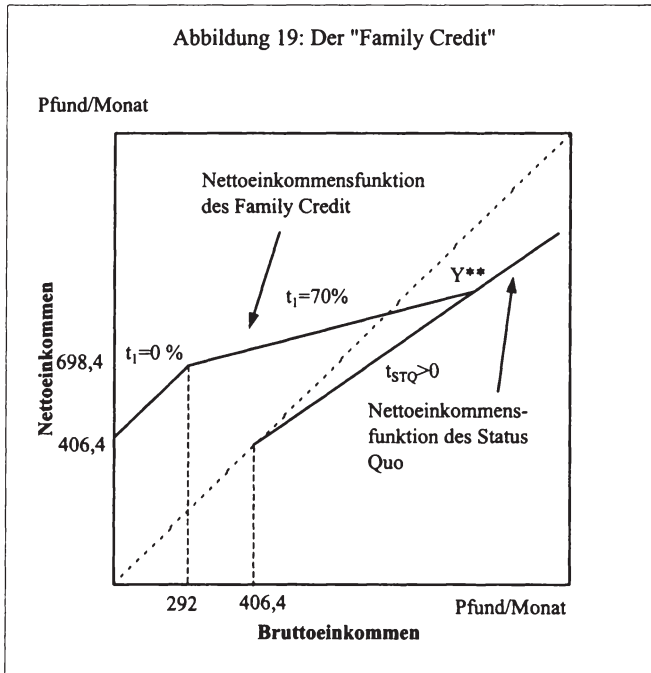 Abbildung 19: Der "Family Credit"
Pfund/Monat
Nettoeinkommensfunktion
des Family Credit
Y**
t₁=70%
t₁=0 %
698,4
t_STQ>0
Nettoeinkommen
406,4
Nettoeinkommens-
funktion des Status
Quo
292
406,4
Pfund/Monat
Bruttoeinkommen